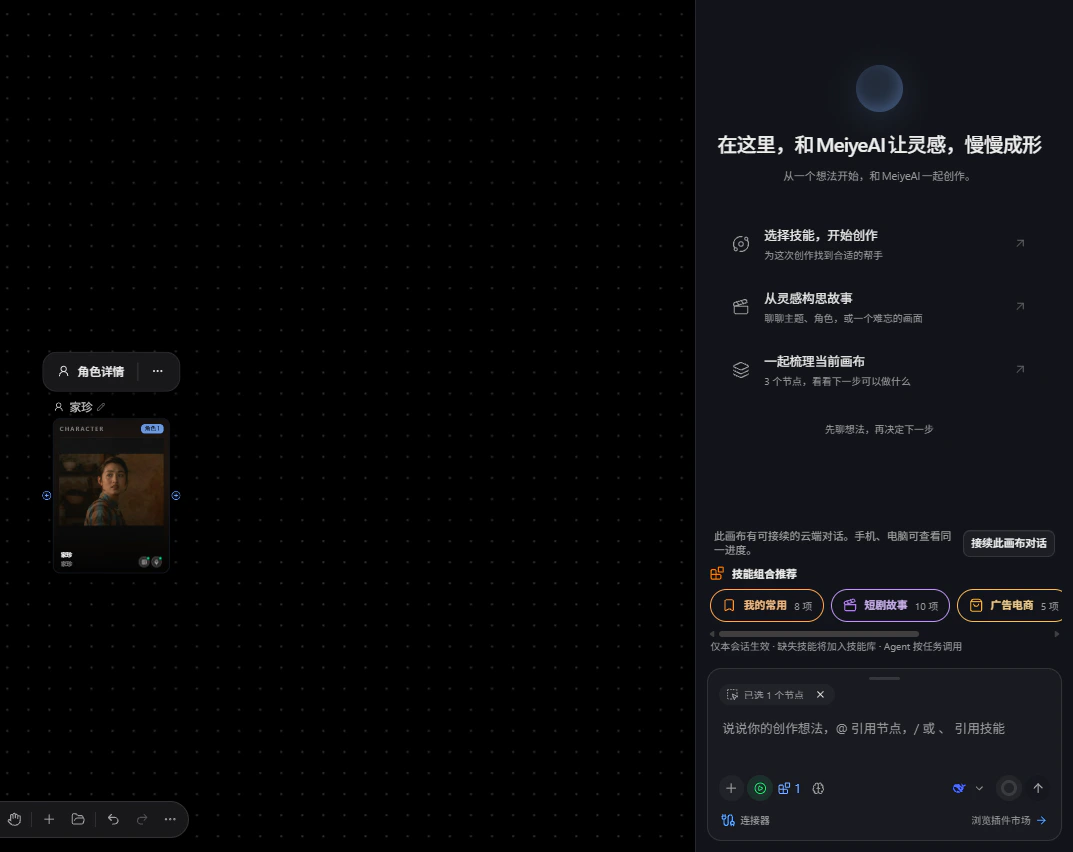 在这里，和 MeiyeAI 让灵感，慢慢成形
从一个想法开始，和 MeiyeAI 一起创作。
选择技能，开始创作
为这次创作找到合适的帮手
从灵感构思故事
聊聊主题、角色，或一个难忘的画面
一起梳理当前画布
3 个节点，看看下一步可以做什么
先聊想法，再决定下一步
角色详情
家珍
CHARACTER
角色1
家珍
家珍
此画布有可接续的云端对话。手机、电脑可查看同
一进度。
接续此画布对话
技能组合推荐
我的常用 8 项
短剧故事 10 项
广告电商 5 项
仅本会话生效 · 缺失技能将加入技能库 · Agent 按任务调用
已选 1 个节点
说说你的创作想法，@ 引用节点，/ 或 、 引用技能
1
连接器
浏览插件市场